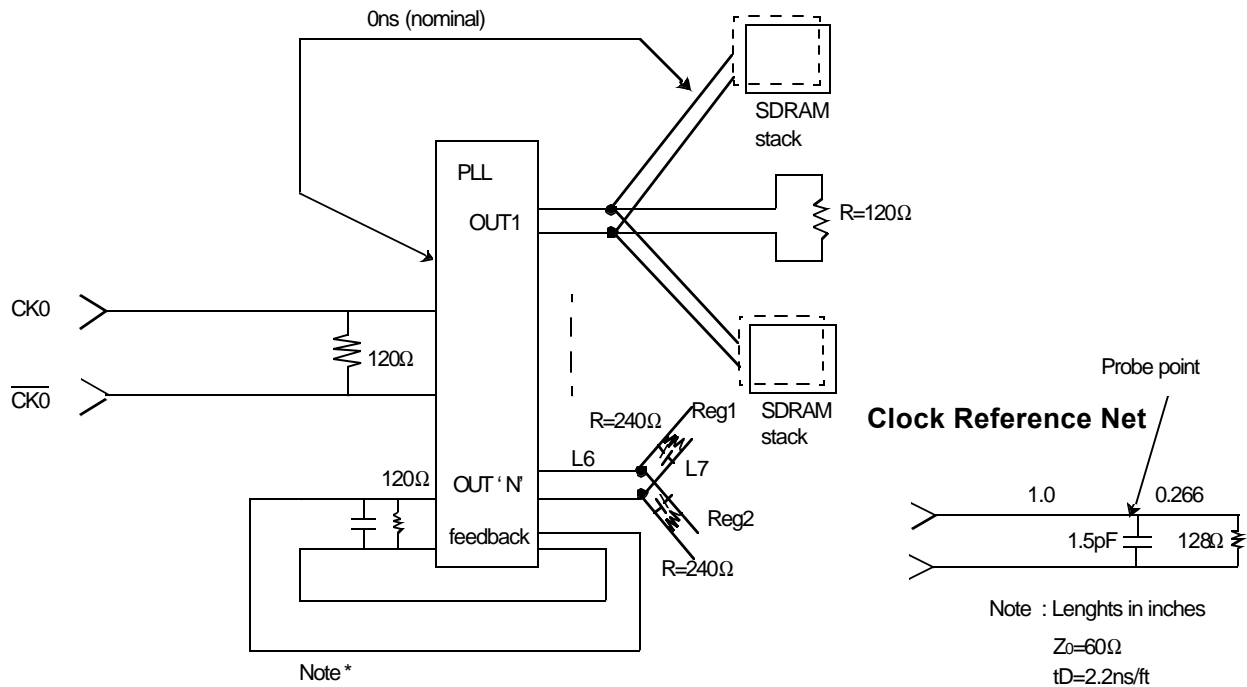 0ns (nominal)
SDRAM
stack
PLL
OUT1
R=120Ω
CK0
120Ω
CK0
SDRAM
stack
Probe point
Clock Reference Net
R=240Ω
Reg1
L6
L7
120Ω
OUT ‘ N’
Reg2
feedback
R=240Ω
1.0
0.266
1.5pF
128Ω
Note : Lenghts in inches
Z0=60Ω
tD=2.2ns/ft
Note *